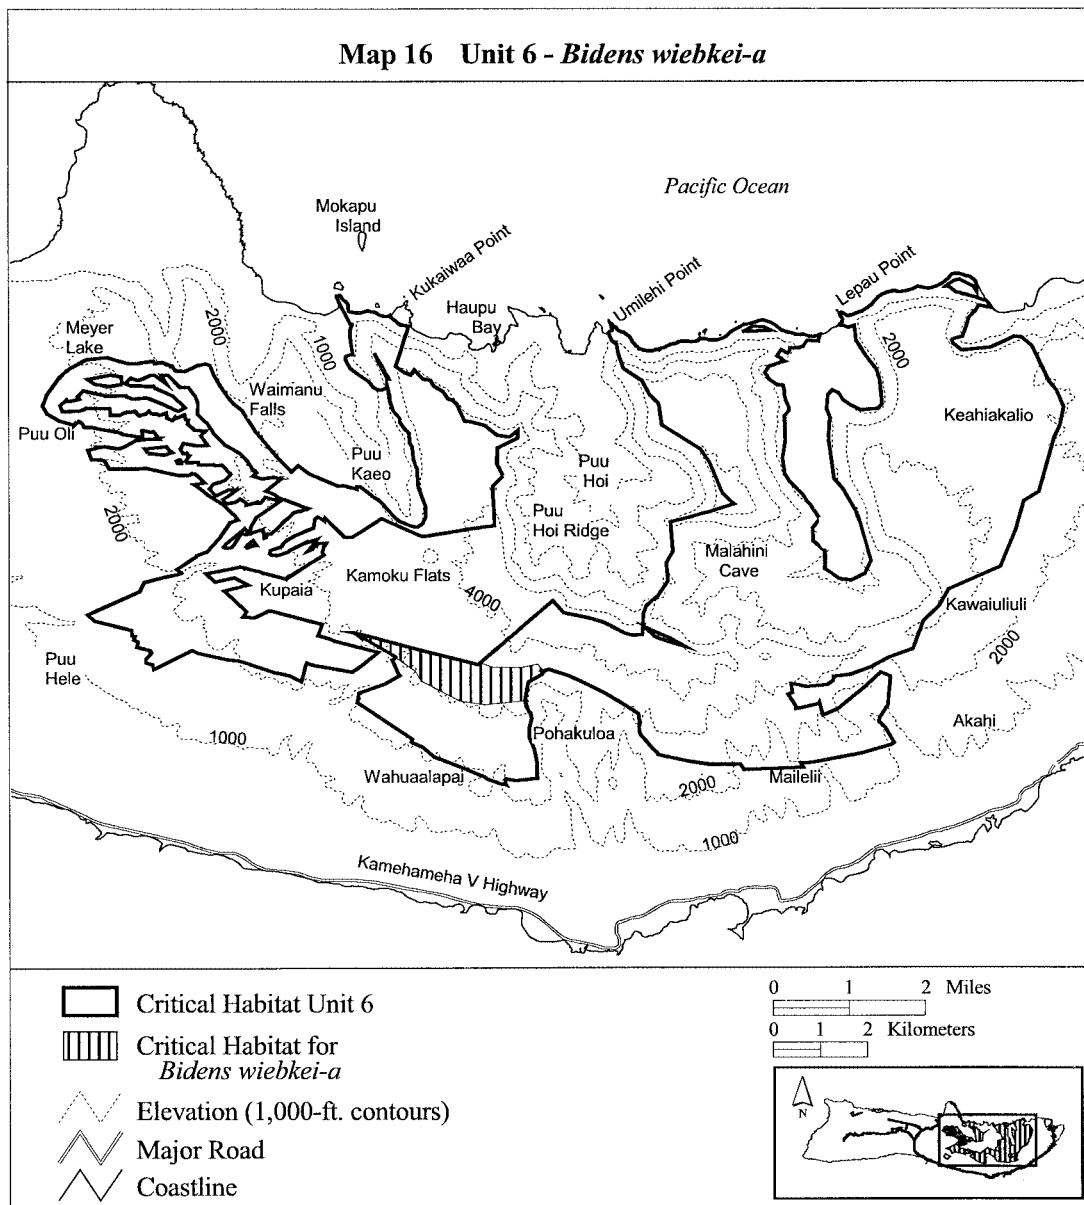 Map 16 Unit 6 - Bidens wiebkei-a
Pacific Ocean
Mokapu
Island
Kukaiwaa Point
Haupu
Bay
Umilehi Point
Lepau Point
Meyer
Lake
2000
1000
2000
Waimanu
Falls
Keahiakalio
Puu Oli
Puu
Kaeo
Puu
Hoi
Puu
Hoi Ridge
2000
Malahini
Cave
Kamoku Flats
Kupaia
4000
Kawaiuliuli
2000
Puu
Hele
Akahi
1000
Pohakuloa
Wahuaalapai
2000
Mailelii
1000
Kamehameha V Highway
Critical Habitat Unit 6
Critical Habitat for
Bidens wiebkei-a
Elevation (1,000-ft. contours)
Major Road
Coastline
0 1 2 Miles
0 1 2 Kilometers
N